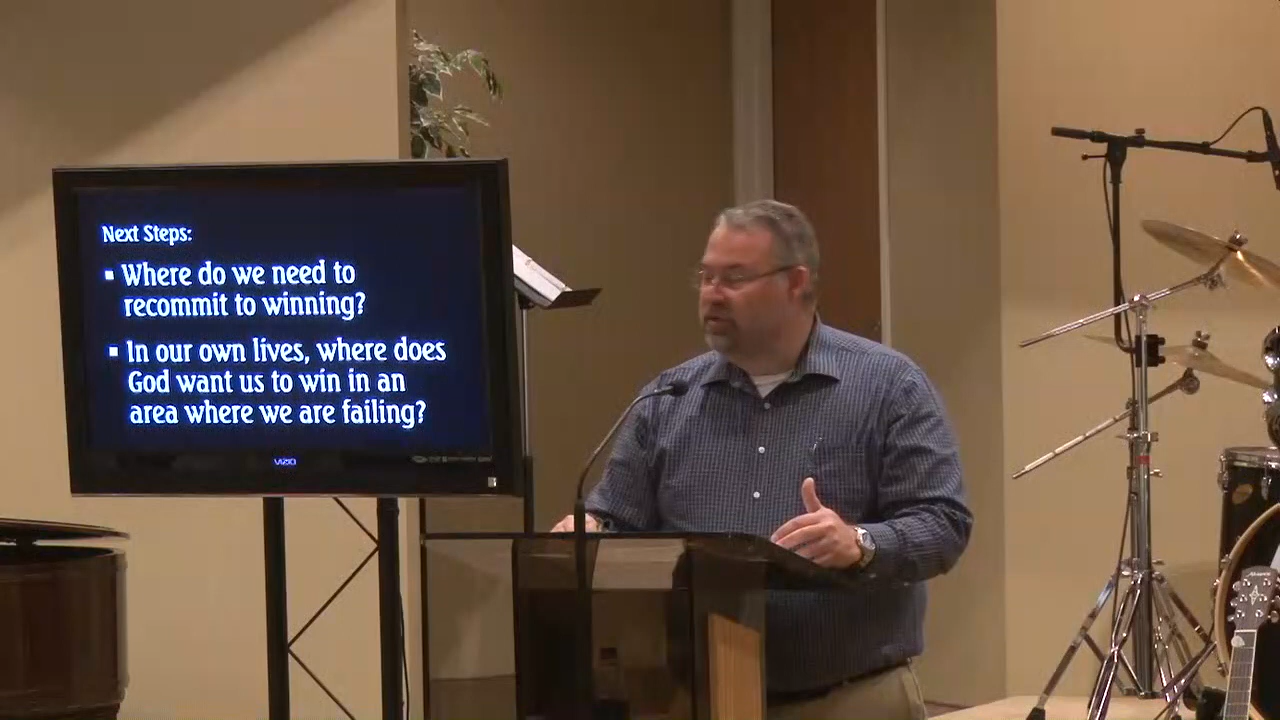 Next Steps:
▪ Where do we need to
recommit to winning?
▪ In our own lives, where does
God want us to win in an
area where we are failing?
VIZIO